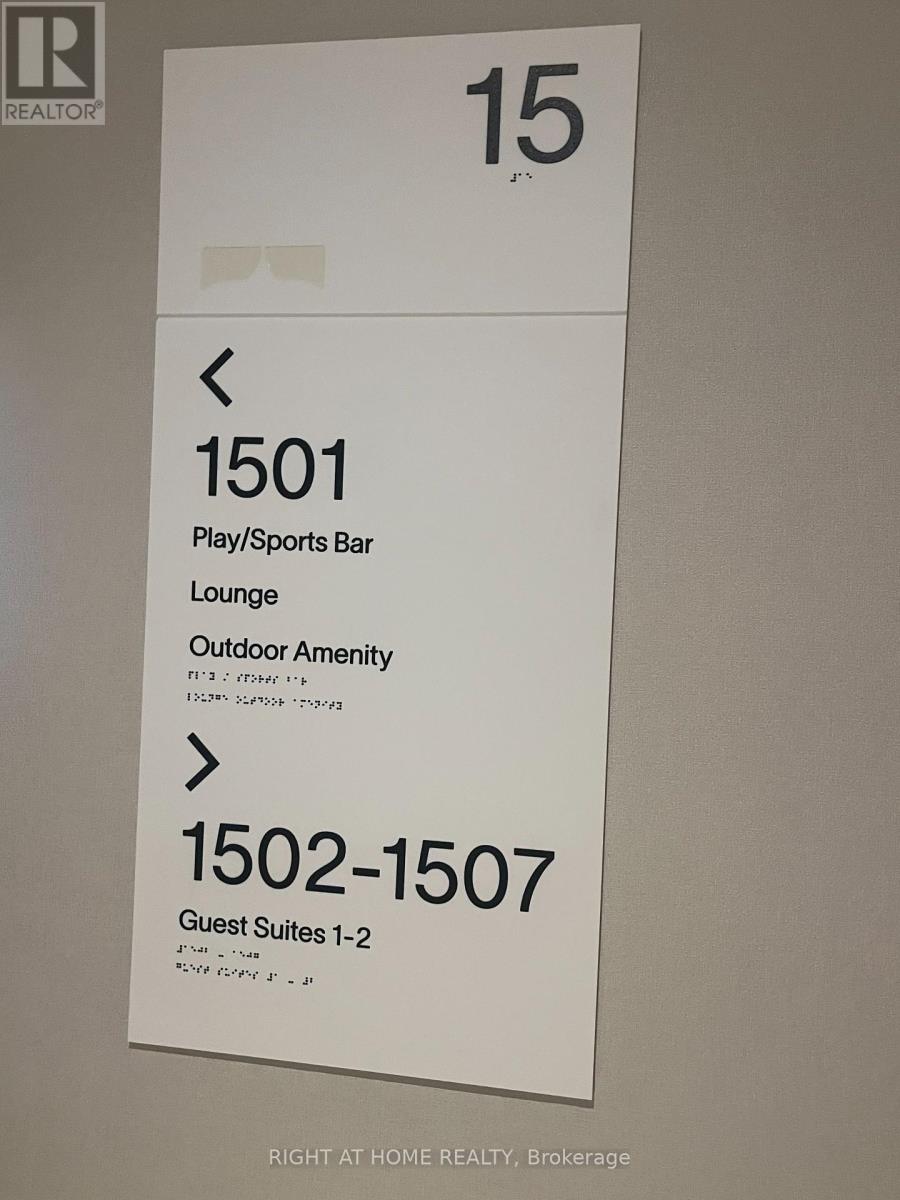 REALTOR®
15
<
1501
Play/Sports Bar
Lounge
Outdoor Amenity
>
1502-1507
Guest Suites 1-2
RIGHT AT HOME REALTY, Brokerage